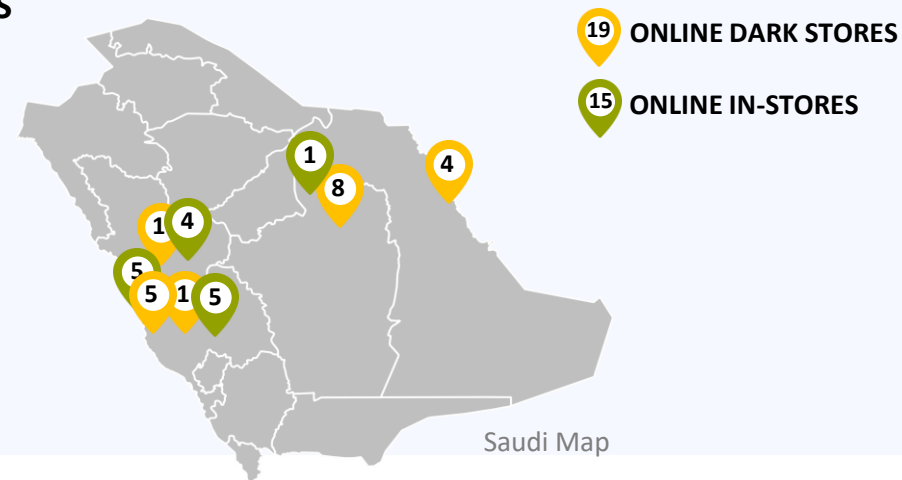 S
19 ONLINE DARK STORES
15 ONLINE IN-STORES
1
8
4
1
4
5
5
1
5
Saudi Map